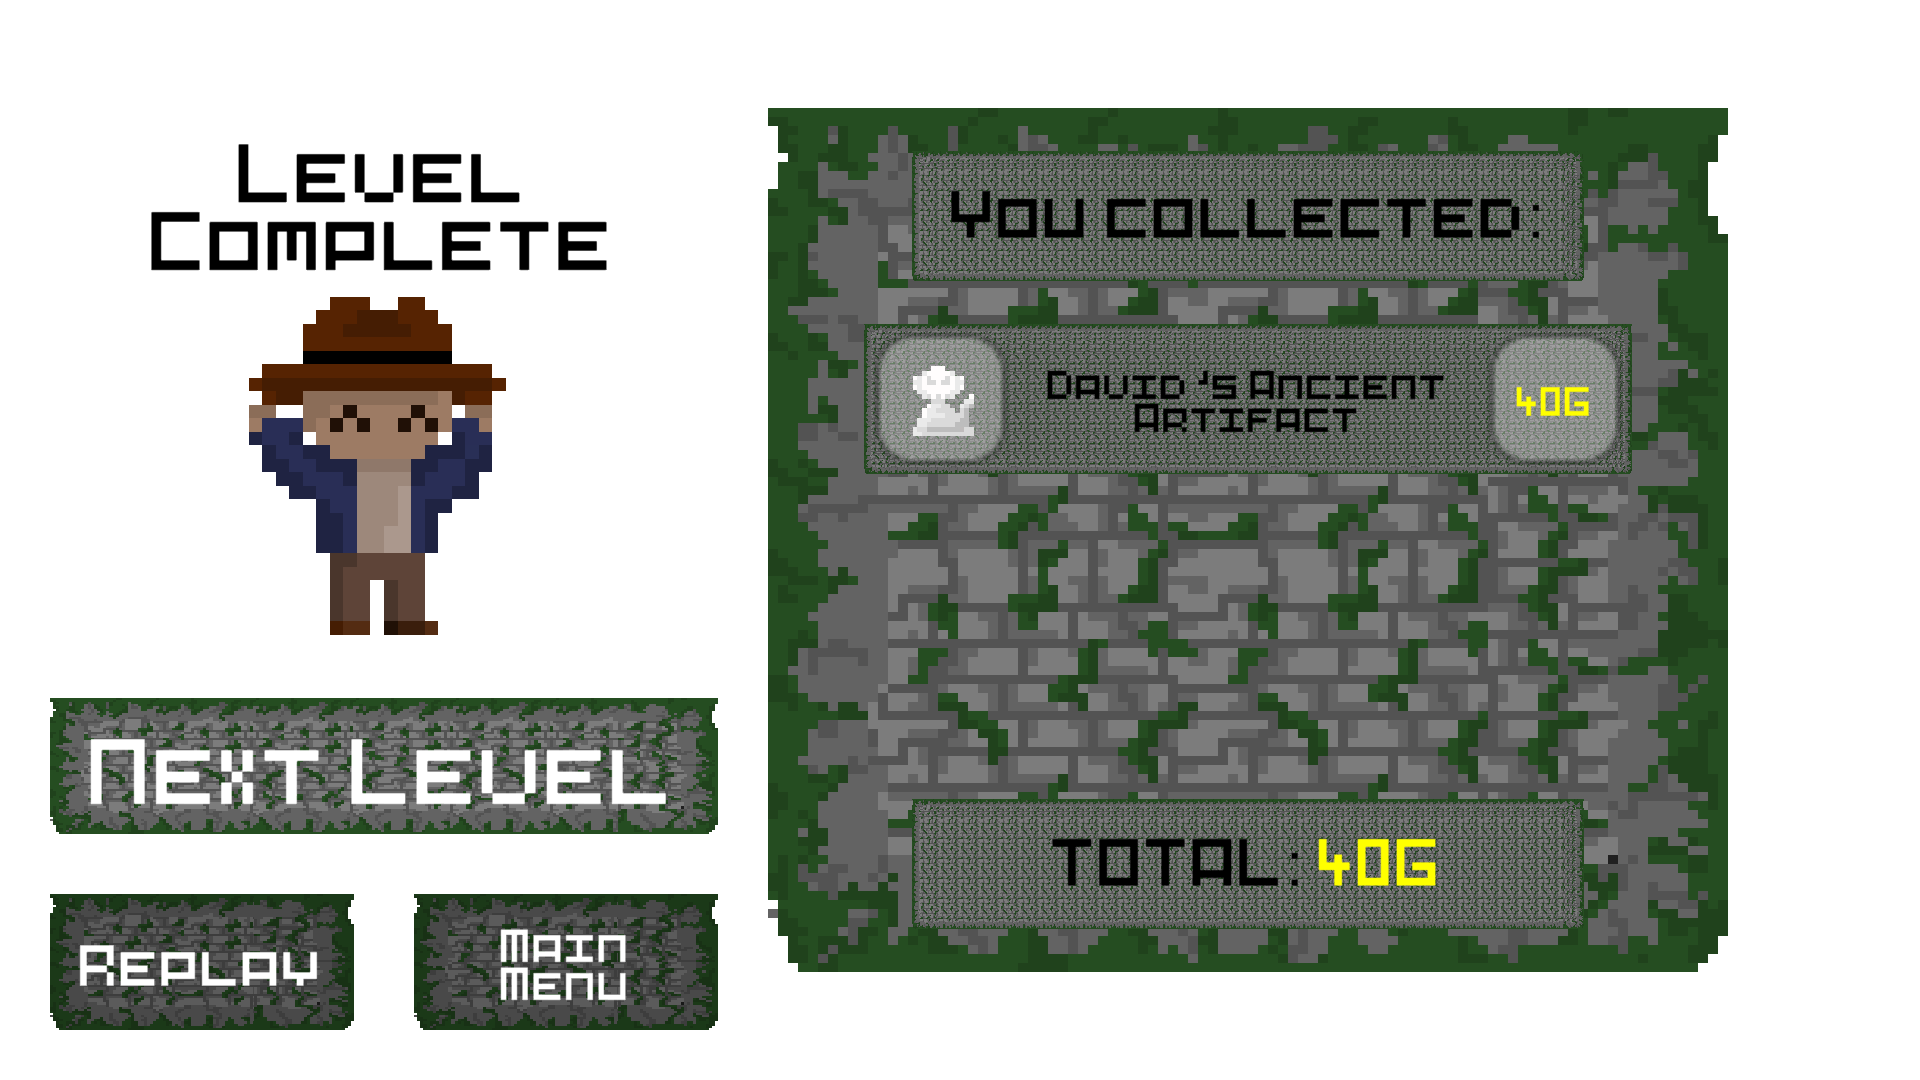 Level
Complete
Next Level
Replay
Main
Menu
You collected:
David's Ancient
Artifact
40G
TOTAL: 40G